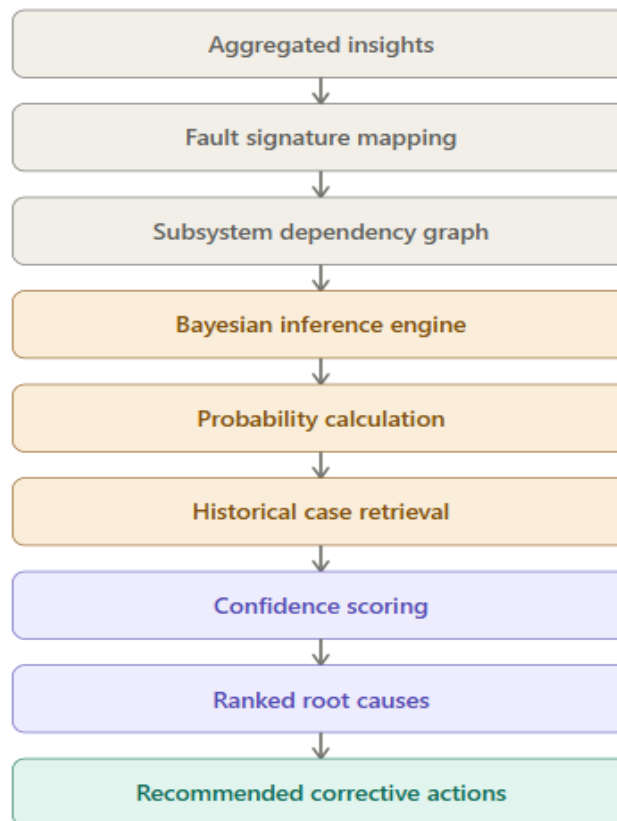 Aggregated insights
Fault signature mapping
Subsystem dependency graph
Bayesian inference engine
Probability calculation
Historical case retrieval
Confidence scoring
Ranked root causes
Recommended corrective actions